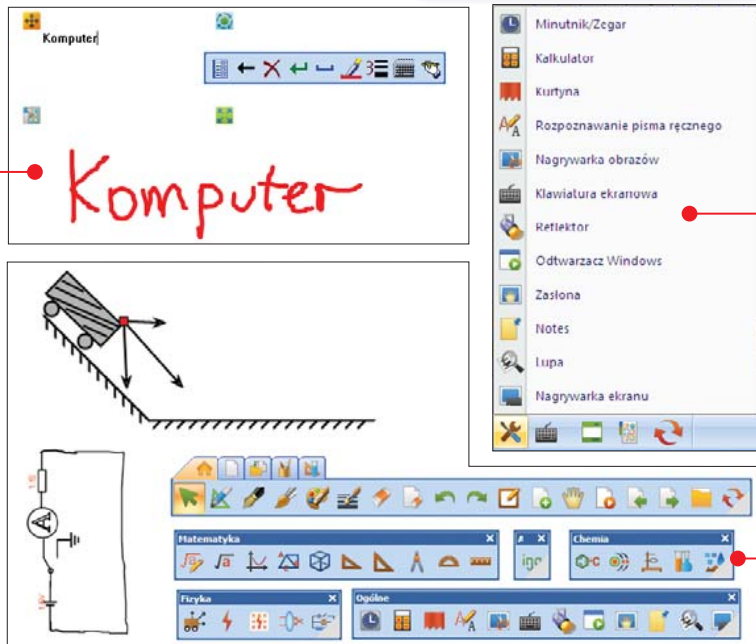 Komputer
Komputer
Minutnik/Zegar
Kalkulator
Kurtyna
Rozpoznawanie pisma ręcznego
Nagrywarka obrazów
Klawiatura ekranowa
Reflektor
Odtwarzacz Windows
Zasłona
Notes
Lupa
Nagrywarka ekranu
A
Matematyka
Chemia
Fizyka
Ogólne